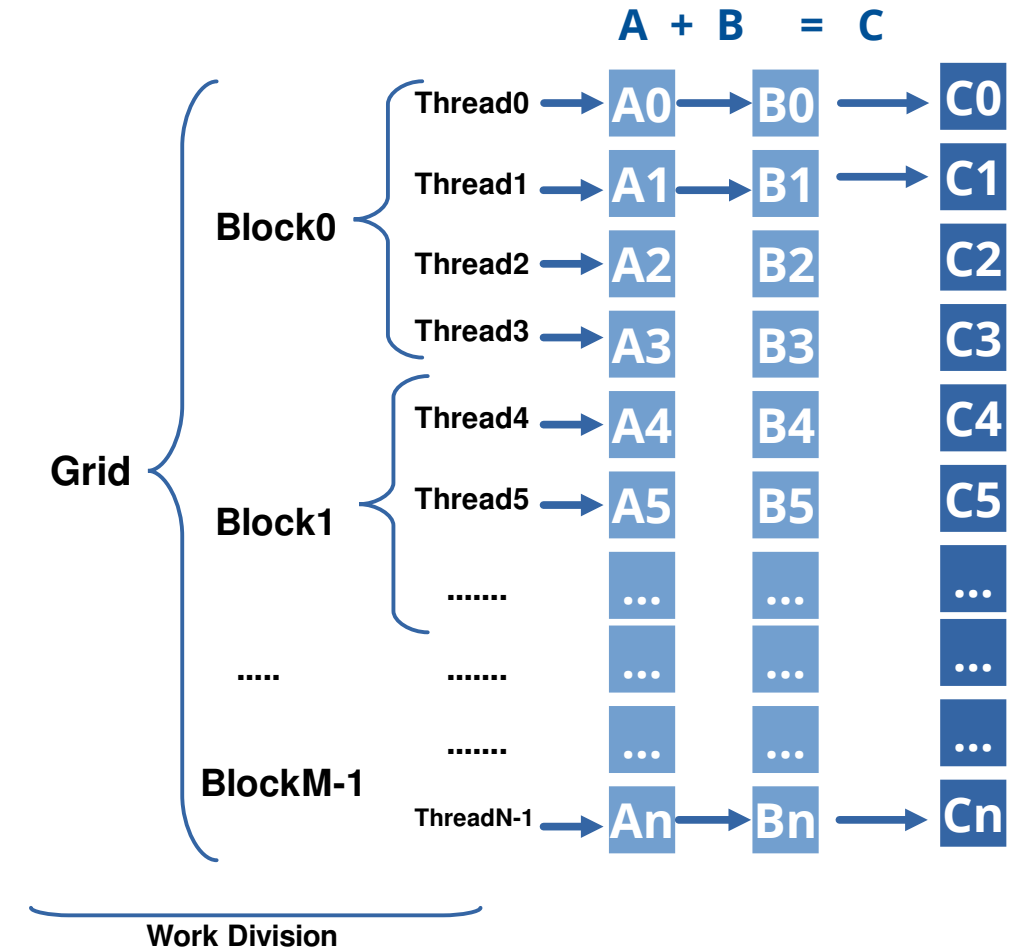 A + B = C
Thread0 A0 B0 C0
Thread1 A1 B1 C1
Block0
Thread2 A2 B2 C2
Thread3 A3 B3 C3
Thread4 A4 B4 C4
Grid
Thread5 A5 B5 C5
Block1
....... ... ... ...
..... ....... ... ... ...
....... ... ... ...
BlockM-1
ThreadN-1 An Bn Cn
Work Division